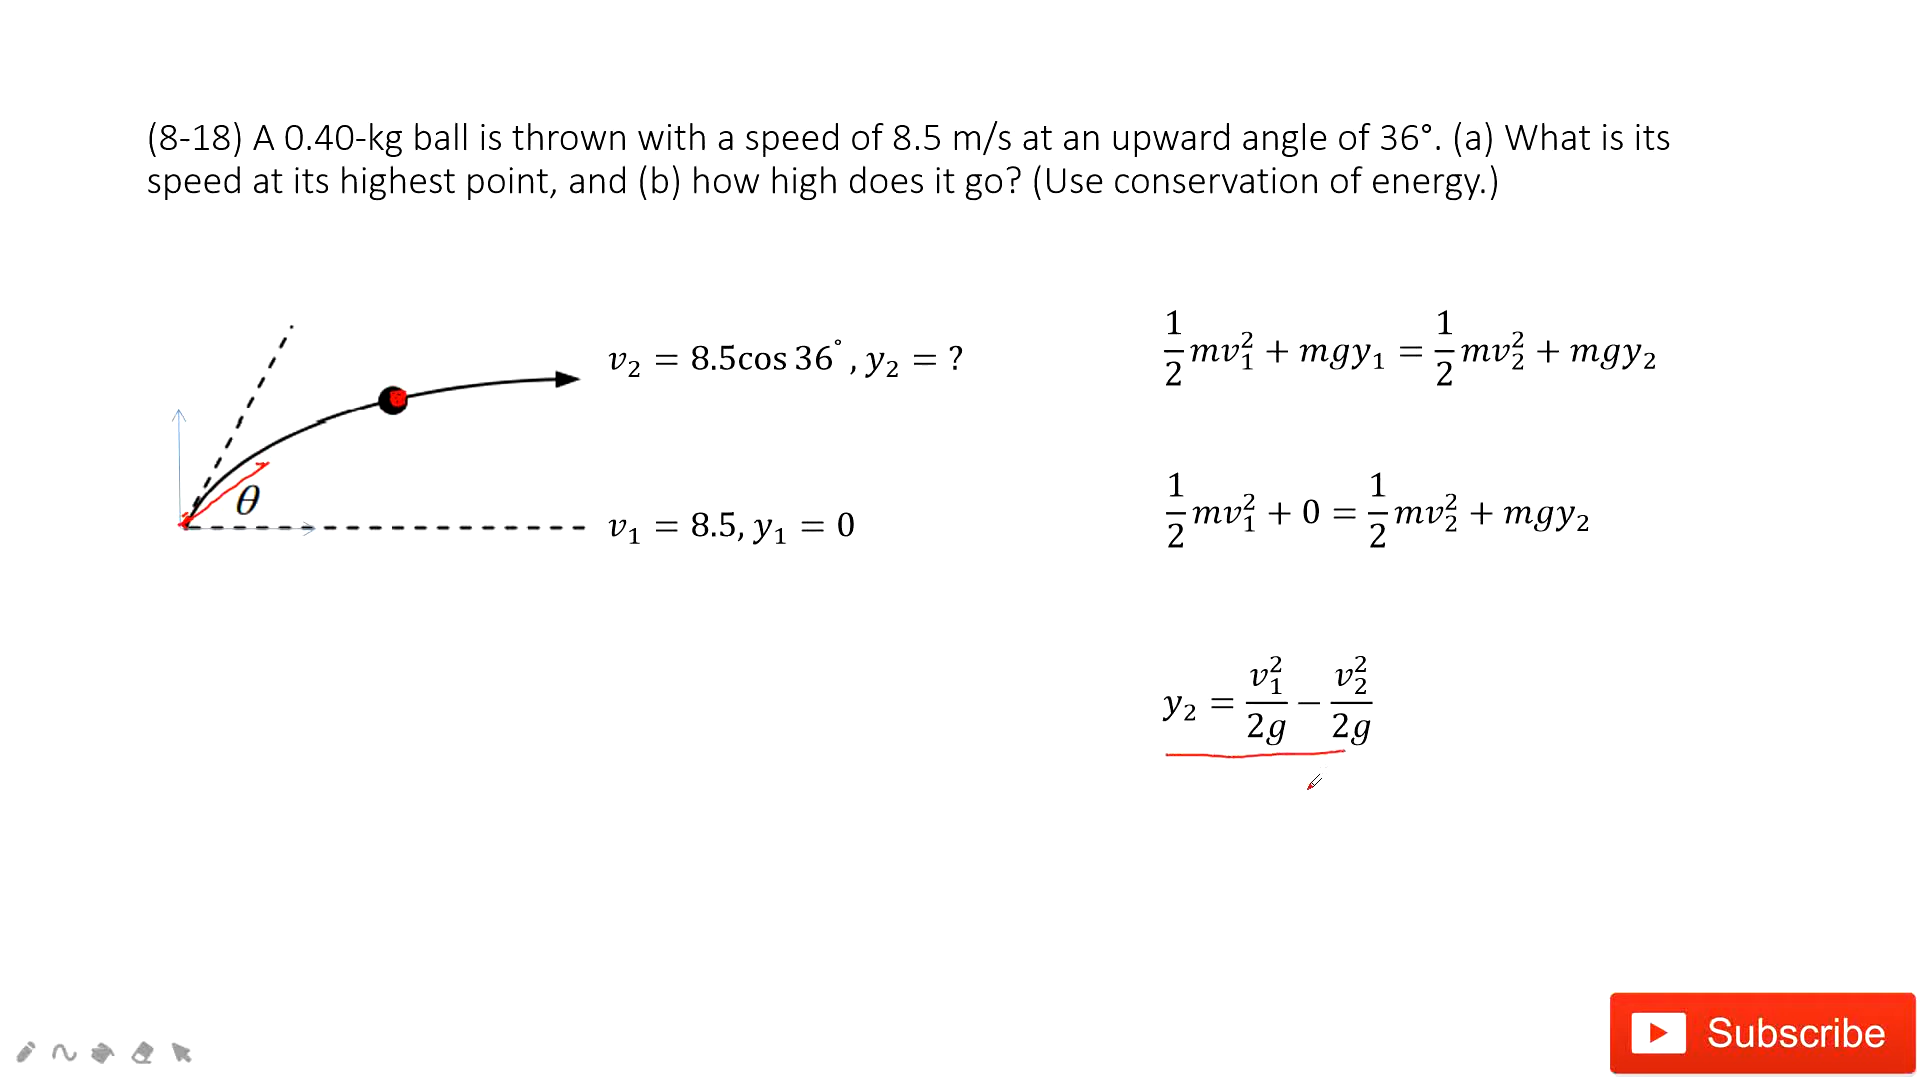 (8-18) A 0.40-kg ball is thrown with a speed of 8.5 m/s at an upward angle of 36°. (a) What is its
speed at its highest point, and (b) how high does it go? (Use conservation of energy.)
v₂ = 8.5cos 36°, y₂ = ?
θ
v₁ = 8.5, y₁ = 0
1/2 mv₁² + mgy₁ = 1/2 mv₂² + mgy₂
1/2 mv₁² + 0 = 1/2 mv₂² + mgy₂
y₂ = v₁²/2g − v₂²/2g
Subscribe